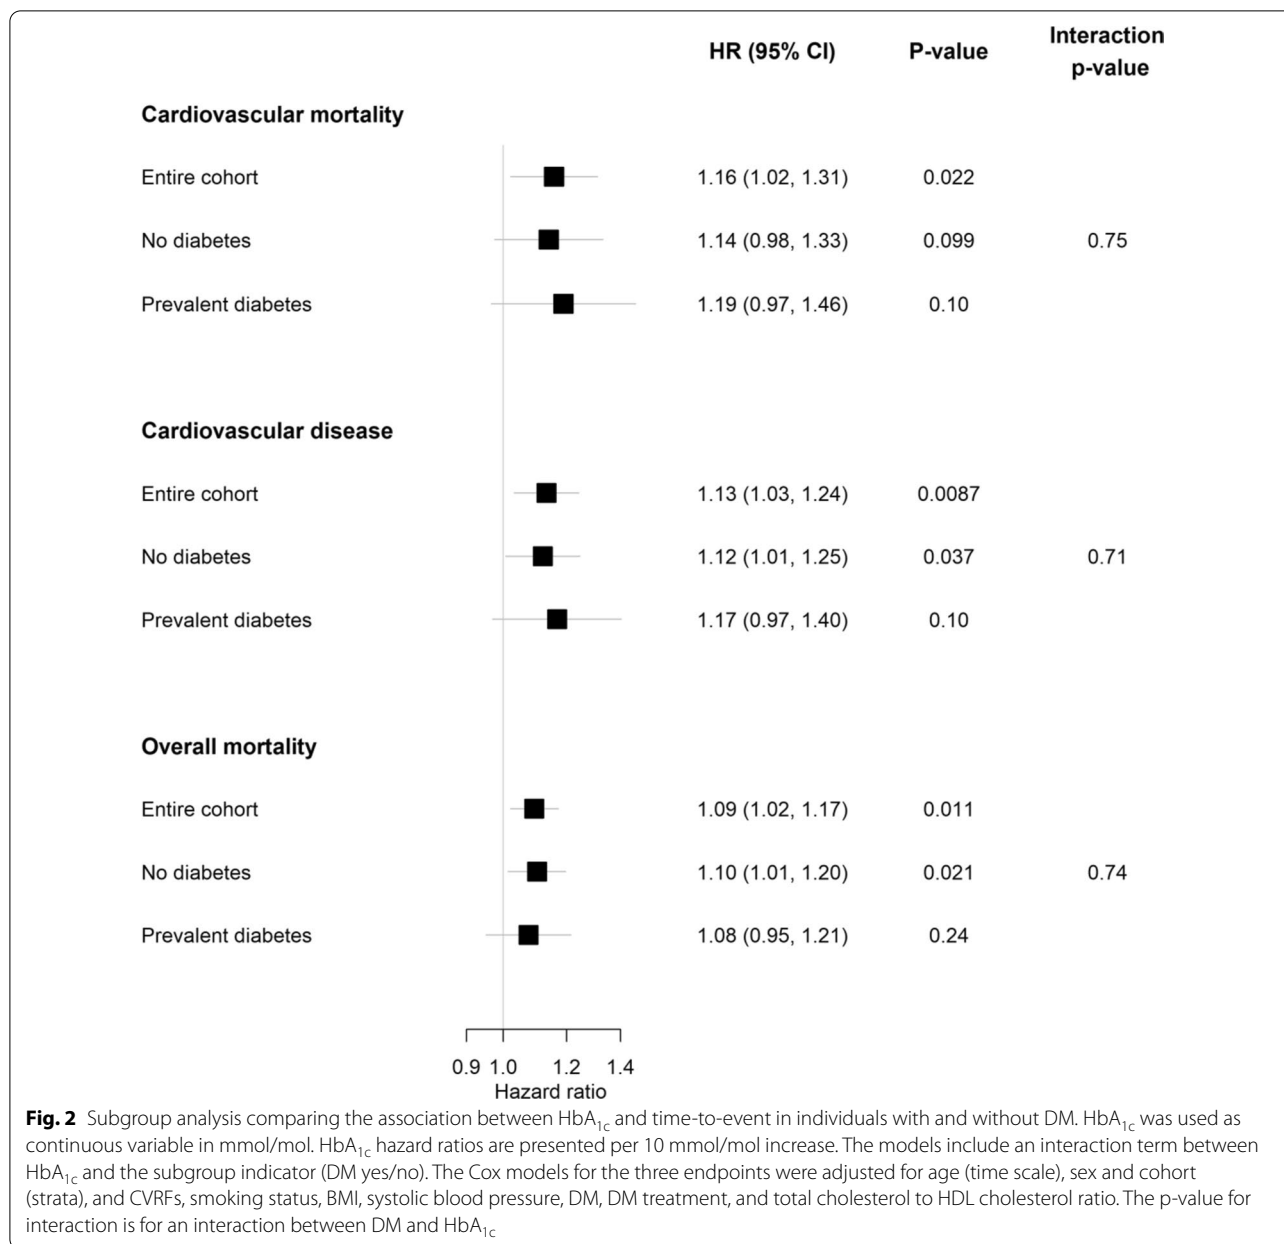 HR (95% CI) P-value Interaction p-value
Cardiovascular mortality
Entire cohort 1.16 (1.02, 1.31) 0.022
No diabetes 1.14 (0.98, 1.33) 0.099 0.75
Prevalent diabetes 1.19 (0.97, 1.46) 0.10
Cardiovascular disease
Entire cohort 1.13 (1.03, 1.24) 0.0087
No diabetes 1.12 (1.01, 1.25) 0.037 0.71
Prevalent diabetes 1.17 (0.97, 1.40) 0.10
Overall mortality
Entire cohort 1.09 (1.02, 1.17) 0.011
No diabetes 1.10 (1.01, 1.20) 0.021 0.74
Prevalent diabetes 1.08 (0.95, 1.21) 0.24
0.9 1.0 1.2 1.4
Hazard ratio
Fig. 2 Subgroup analysis comparing the association between HbA1c and time-to-event in individuals with and without DM. HbA1c was used as
continuous variable in mmol/mol. HbA1c hazard ratios are presented per 10 mmol/mol increase. The models include an interaction term between
HbA1c and the subgroup indicator (DM yes/no). The Cox models for the three endpoints were adjusted for age (time scale), sex and cohort
(strata), and CVRFs, smoking status, BMI, systolic blood pressure, DM, DM treatment, and total cholesterol to HDL cholesterol ratio. The p-value for
interaction is for an interaction between DM and HbA1c